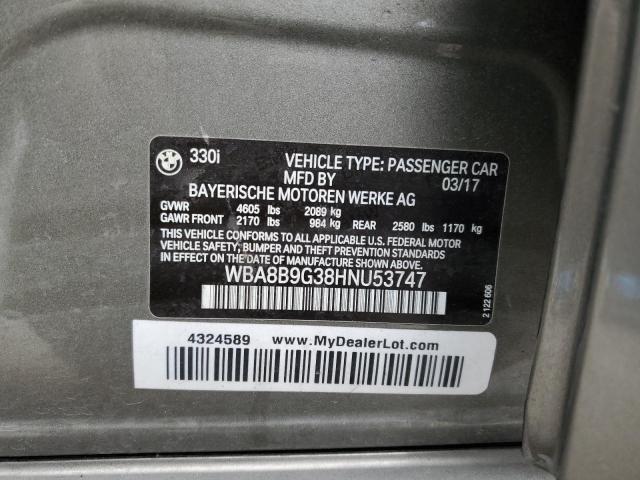 330i VEHICLE TYPE: PASSENGER CAR
MFD BY 03/17
BAYERISCHE MOTOREN WERKE AG
GVWR 4605 lbs 2089 kg
GAWR FRONT 2170 lbs 984 kg REAR 2580 lbs 1170 kg
THIS VEHICLE CONFORMS TO ALL APPLICABLE U.S. FEDERAL MOTOR
VEHICLE SAFETY, BUMPER AND THEFT PREVENTION STANDARDS
IN EFFECT ON THE DATE OF MANUFACTURE SHOWN ABOVE.
WBA8B9G38HNU53747
2 122 606
4324589 www.MyDealerLot.com